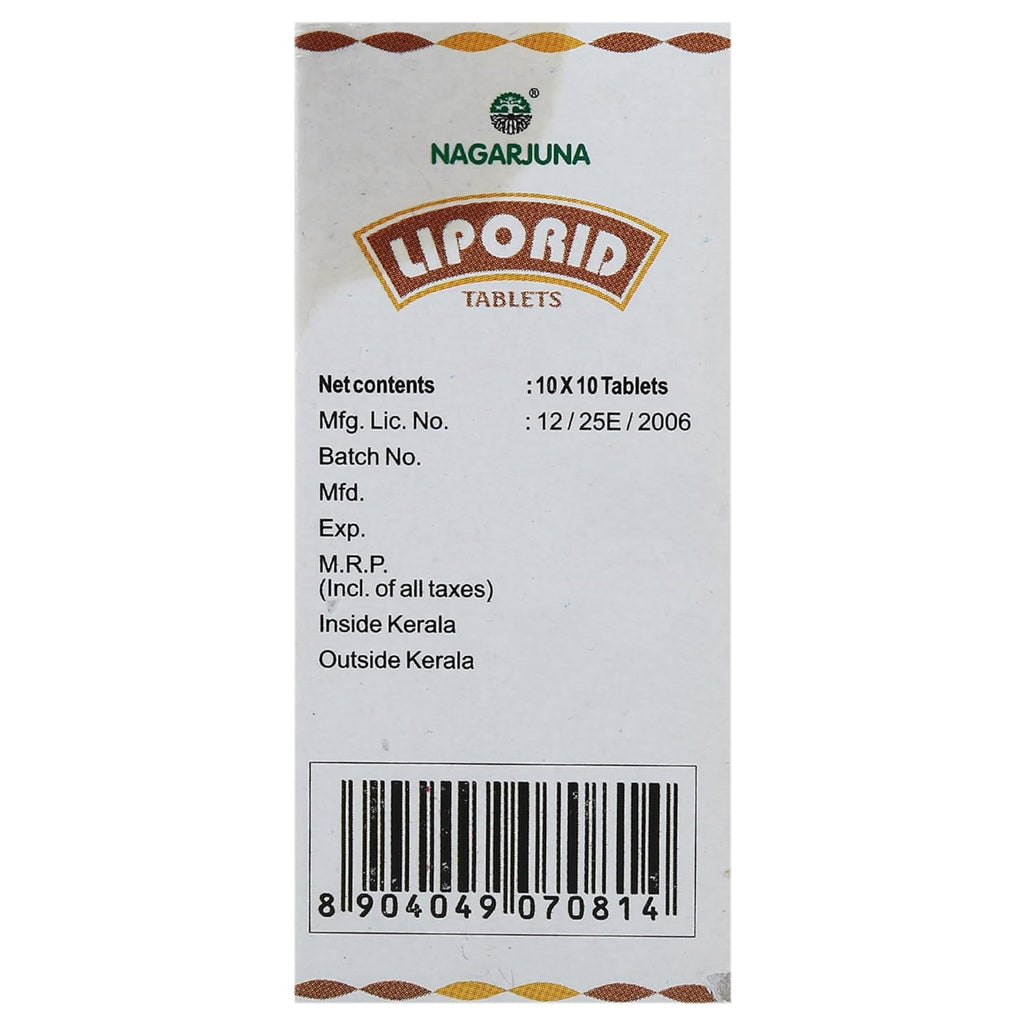 ®
NAGARJUNA
LIPORID
TABLETS
Net contents : 10 X 10 Tablets
Mfg. Lic. No. : 12 / 25E / 2006
Batch No.
Mfd.
Exp.
M.R.P.
(Incl. of all taxes)
Inside Kerala
Outside Kerala
8 904049 070814